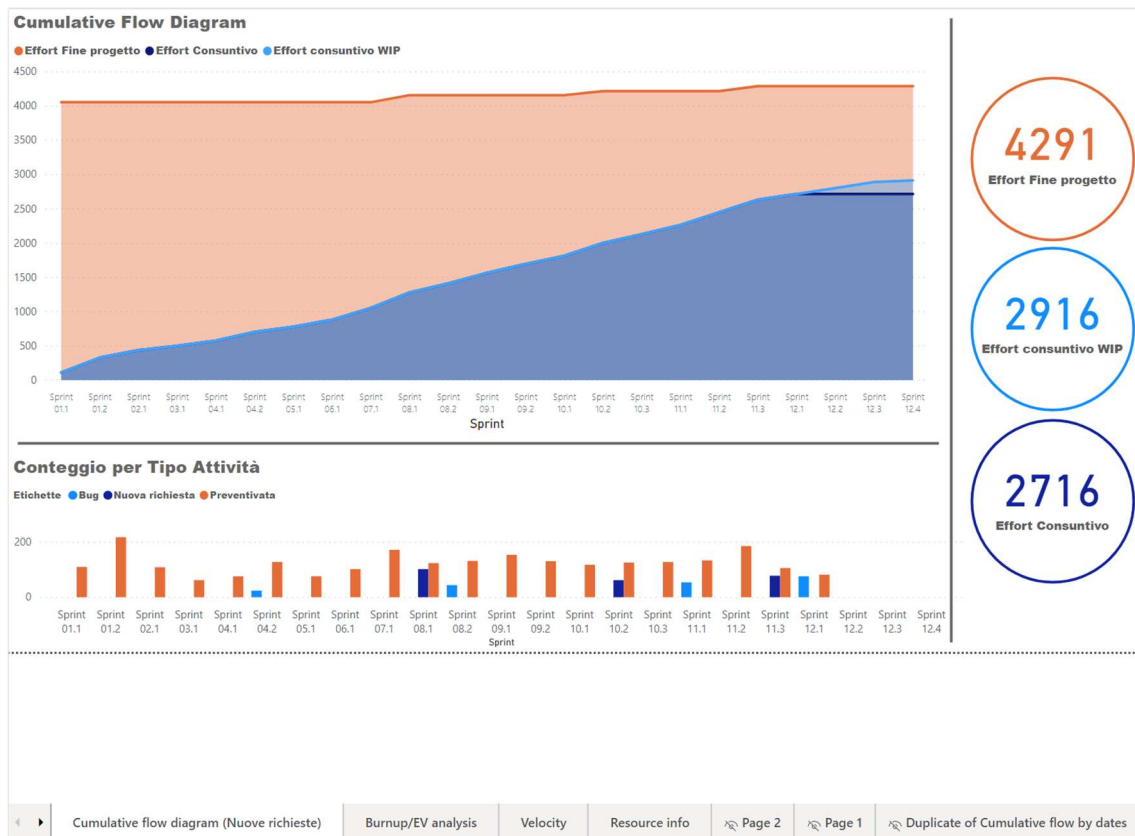 Cumulative Flow Diagram
Effort Fine progetto Effort Consuntivo Effort consuntivo WIP
4500
4000
3500
3000
2500
2000
1500
1000
500
0
Sprint 01.1 Sprint 01.2 Sprint 02.1 Sprint 03.1 Sprint 04.1 Sprint 04.2 Sprint 05.1 Sprint 06.1 Sprint 07.1 Sprint 08.1 Sprint 08.2 Sprint 09.1 Sprint 09.2 Sprint 10.1 Sprint 10.2 Sprint 10.3 Sprint 11.1 Sprint 11.2 Sprint 11.3 Sprint 12.1 Sprint 12.2 Sprint 12.3 Sprint 12.4
Sprint
4291
Effort Fine progetto
2916
Effort consuntivo WIP
2716
Effort Consuntivo
Conteggio per Tipo Attività
Etichette Bug Nuova richiesta Preventivata
200
0
Sprint 01.1 Sprint 01.2 Sprint 02.1 Sprint 03.1 Sprint 04.1 Sprint 04.2 Sprint 05.1 Sprint 06.1 Sprint 07.1 Sprint 08.1 Sprint 08.2 Sprint 09.1 Sprint 09.2 Sprint 10.1 Sprint 10.2 Sprint 10.3 Sprint 11.1 Sprint 11.2 Sprint 11.3 Sprint 12.1 Sprint 12.2 Sprint 12.3 Sprint 12.4
Sprint
Cumulative flow diagram (Nuove richieste) Burnup/EV analysis Velocity Resource info Page 2 Page 1 Duplicate of Cumulative flow by dates